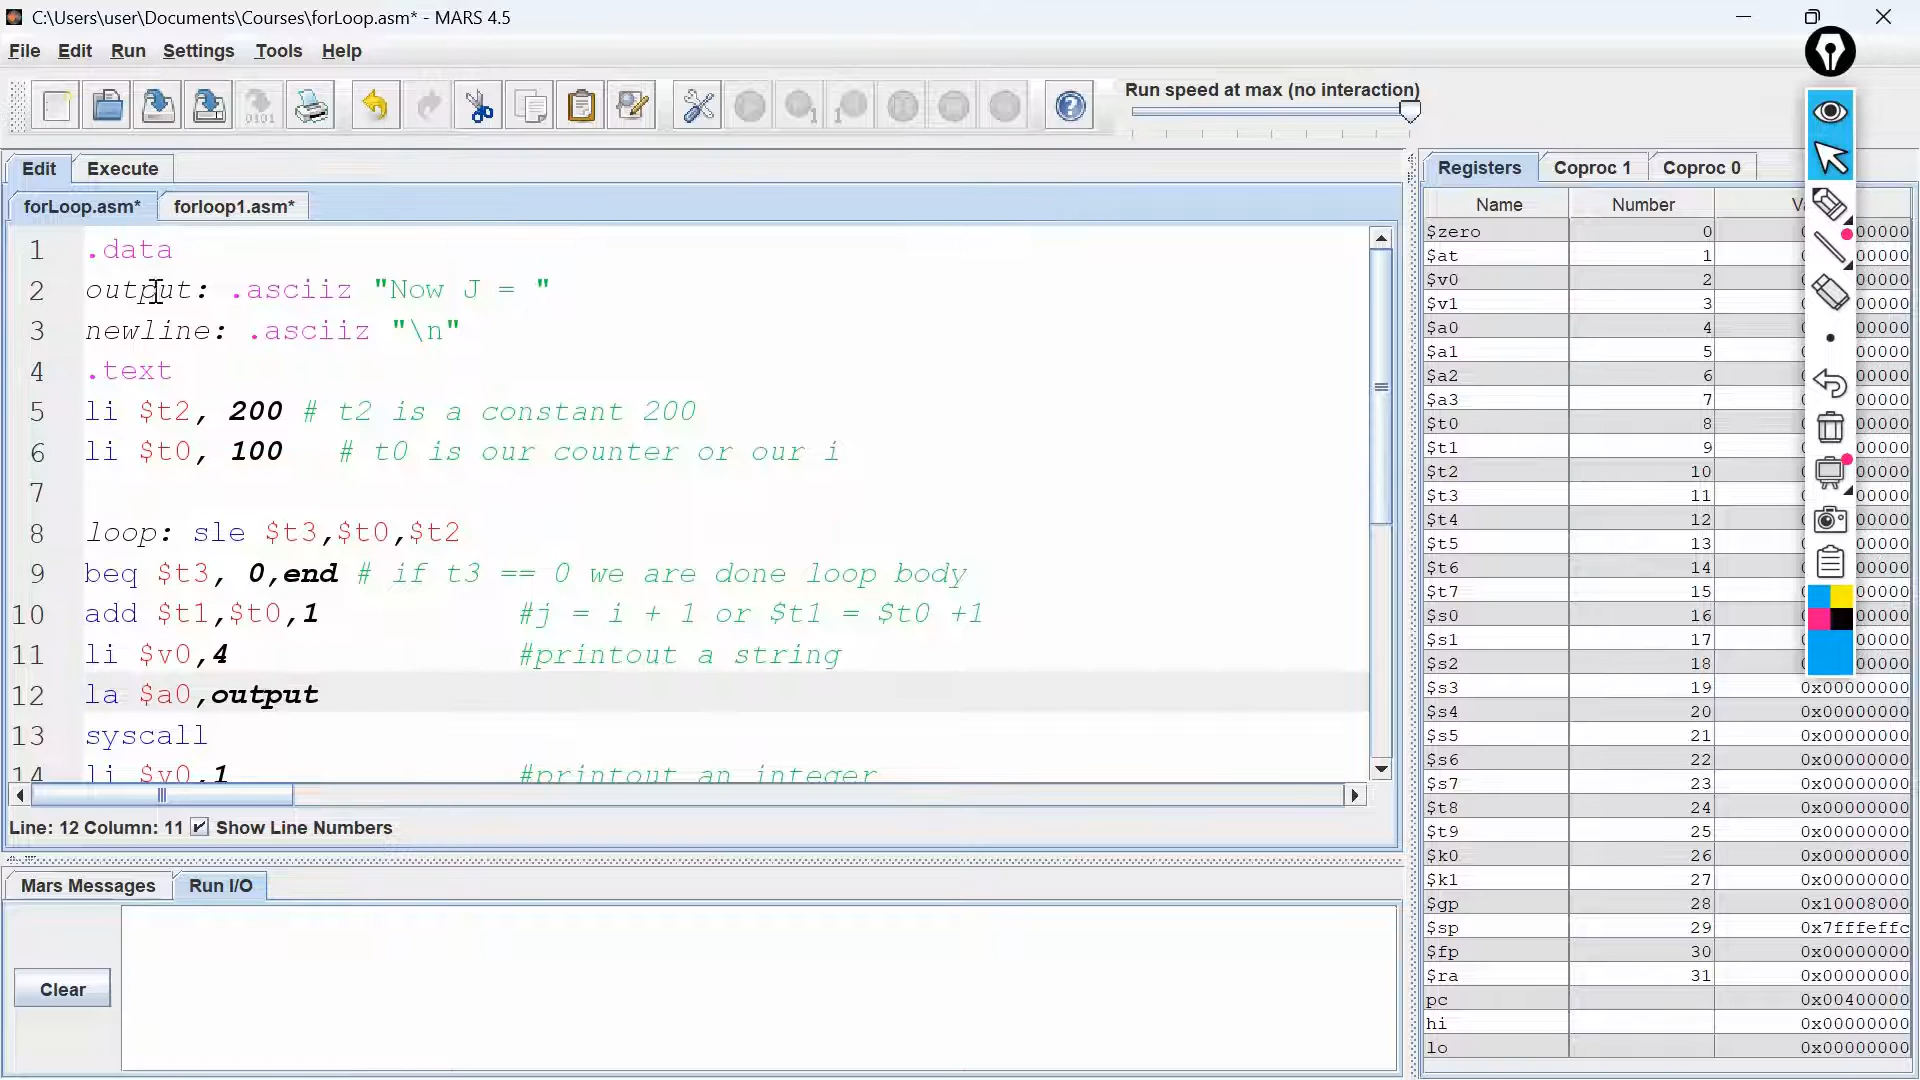 C:\Users\user\Documents\Courses\forLoop.asm* - MARS 4.5
File Edit Run Settings Tools Help
Run speed at max (no interaction)
Edit Execute
forLoop.asm* forloop1.asm*
1 .data
2 output: .asciiz "Now J = "
3 newline: .asciiz "\n"
4 .text
5 li $t2, 200 # t2 is a constant 200
6 li $t0, 100 # t0 is our counter or our i
7
8 loop: sle $t3,$t0,$t2
9 beq $t3, 0,end # if t3 == 0 we are done loop body
10 add $t1,$t0,1 #j = i + 1 or $t1 = $t0 +1
11 li $v0,4 #printout a string
12 la $a0,output
13 syscall
14 li $v0,1 #printout an integer
Line: 12 Column: 11 Show Line Numbers
Mars Messages Run I/O
Clear
Registers Coproc 1 Coproc 0
Name Number
$zero 0
$at 1
$v0 2
$v1 3
$a0 4
$a1 5
$a2 6
$a3 7
$t0 8
$t1 9
$t2 10
$t3 11
$t4 12
$t5 13
$t6 14
$t7 15
$s0 16
$s1 17
$s2 18
$s3 19 0x00000000
$s4 20 0x00000000
$s5 21 0x00000000
$s6 22 0x00000000
$s7 23 0x00000000
$t8 24 0x00000000
$t9 25 0x00000000
$k0 26 0x00000000
$k1 27 0x00000000
$gp 28 0x10008000
$sp 29 0x7fffeffc
$fp 30 0x00000000
$ra 31 0x00000000
pc 0x00400000
hi 0x00000000
lo 0x00000000